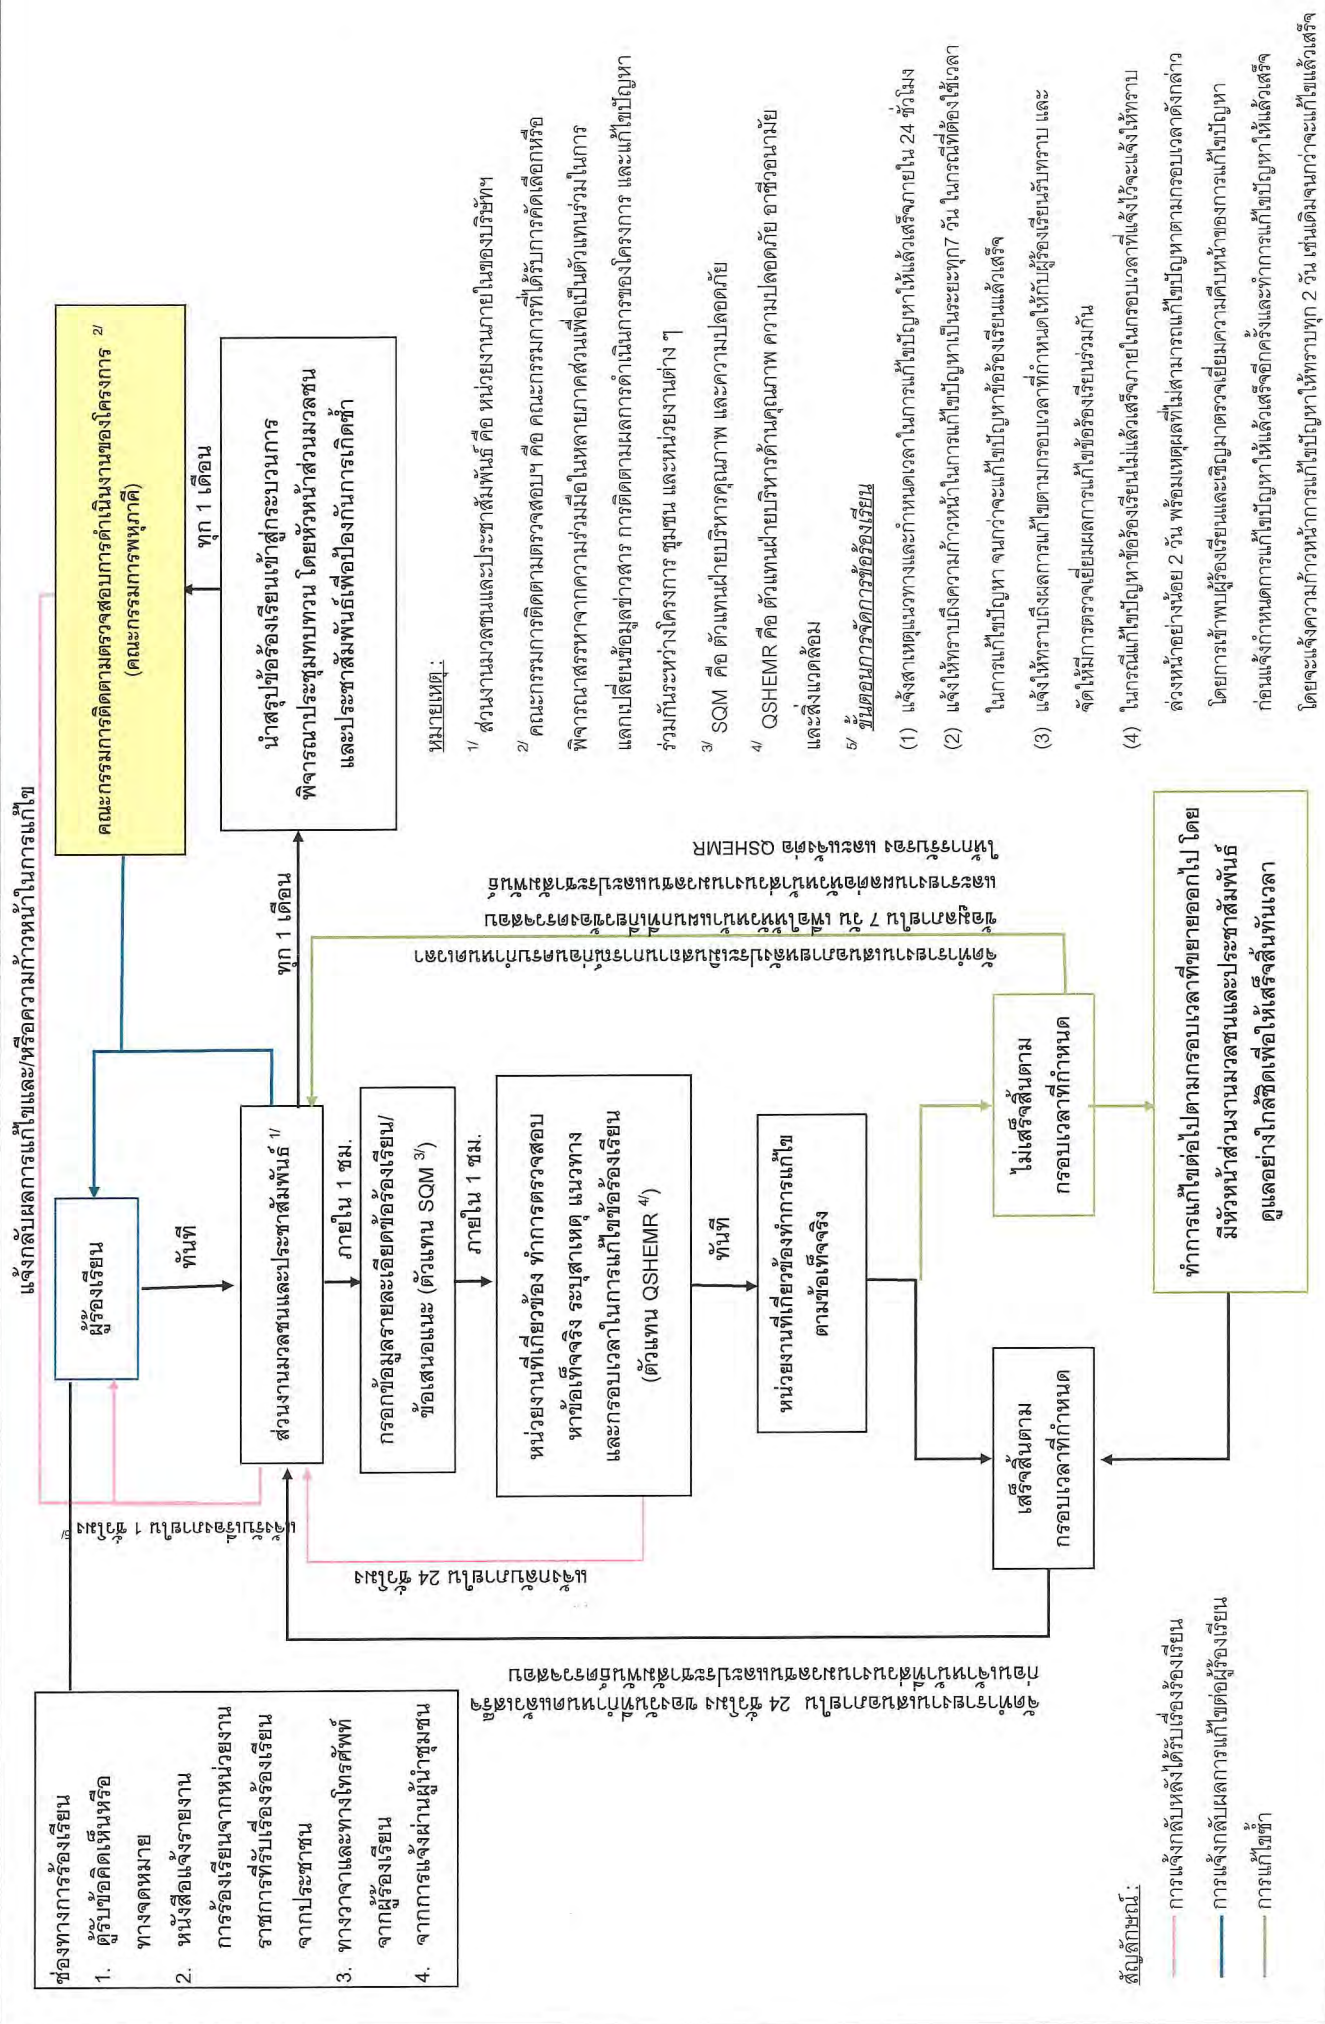 ช่องทางการร้องเรียน
1. ตู้รับข้อคิดเห็นหรือ
ทางจดหมาย
2. หนังสือแจ้งรายงาน
การร้องเรียนจากหน่วยงาน
ราชการที่รับเรื่องร้องเรียน
จากประชาชน
3. ทางวาจาและทางโทรศัพท์
จากผู้ร้องเรียน
4. จากการแจ้งผ่านผู้นำชุมชน
แจ้งกลับผลการแก้ไขและ/หรือความก้าวหน้าในการแก้ไข
ผู้ร้องเรียน
ทันที
แจ้งรับเรื่องภายใน 1 ชั่วโมง 5/
ส่วนงานมวลชนและประชาสัมพันธ์ 1/
ภายใน 1 ชม.
กรอกข้อมูลรายละเอียดข้อร้องเรียน/
ข้อเสนอแนะ (ตัวแทน SQM 3/)
ภายใน 1 ชม.
หน่วยงานที่เกี่ยวข้อง ทำการตรวจสอบ
หาข้อเท็จจริง ระบุสาเหตุ แนวทาง
และกรอบเวลาในการแก้ไขข้อร้องเรียน
(ตัวแทน QSHEMR 4/)
แจ้งกลับภายใน 24 ชั่วโมง
ทันที
หน่วยงานที่เกี่ยวข้องทำการแก้ไข
ตามข้อเท็จจริง
เสร็จสิ้นตาม
กรอบเวลาที่กำหนด
จัดทำรายงานเสนอภายใน 24 ชั่วโมง ของวันที่กำหนดแล้วเสร็จ
ก่อนเจ้าหน้าที่ส่วนงานมวลชนและประชาสัมพันธ์ตรวจสอบ
ไม่เสร็จสิ้นตาม
กรอบเวลาที่กำหนด
จัดทำรายงานเสนอภายหลังประเมินสถานการณ์ก่อนครบกำหนดเวลา
ข้อมูลภายใน 7 วัน เพื่อให้หัวหน้าแผนกที่เกี่ยวข้องตรวจสอบ
และรายงานผลต่อหัวหน้าส่วนงานมวลชนและประชาสัมพันธ์
ให้การรับรอง และแจ้งต่อ QSHEMR
ทำการแก้ไขต่อไปตามกรอบเวลาที่ขยายออกไป โดย
มีหัวหน้าส่วนงานมวลชนและประชาสัมพันธ์
ดูแลอย่างใกล้ชิดเพื่อให้เสร็จสิ้นทันเวลา
คณะกรรมการติดตามตรวจสอบการดำเนินงานของโครงการ 2/
(คณะกรรมการพหุภาคี)
ทุก 1 เดือน
นำสรุปข้อร้องเรียนเข้าสู่กระบวนการ
พิจารณาประชุมทบทวน โดยหัวหน้าส่วนมวลชน
และประชาสัมพันธ์เพื่อป้องกันการเกิดซ้ำ
ทุก 1 เดือน
หมายเหตุ :
1/ ส่วนงานมวลชนและประชาสัมพันธ์ คือ หน่วยงานภายในของบริษัทฯ
2/ คณะกรรมการติดตามตรวจสอบฯ คือ คณะกรรมการที่ได้รับการคัดเลือกหรือ
พิจารณาสรรหาจากความร่วมมือในหลายภาคส่วนเพื่อเป็นตัวแทนร่วมในการ
แลกเปลี่ยนข้อมูลข่าวสาร การติดตามผลการดำเนินการของโครงการ และแก้ไขปัญหา
ร่วมกันระหว่างโครงการ ชุมชน และหน่วยงานต่าง ๆ
3/ SQM คือ ตัวแทนฝ่ายบริหารคุณภาพ และความปลอดภัย
4/ QSHEMR คือ ตัวแทนฝ่ายบริหารด้านคุณภาพ ความปลอดภัย อาชีวอนามัย
และสิ่งแวดล้อม
5/ ขั้นตอนการจัดการข้อร้องเรียน
(1) แจ้งสาเหตุแนวทางและกำหนดเวลาในการแก้ไขปัญหาให้แล้วเสร็จภายใน 24 ชั่วโมง
(2) แจ้งให้ทราบถึงความก้าวหน้าในการแก้ไขปัญหาเป็นระยะทุก7 วัน ในกรณีที่ต้องใช้เวลา
ในการแก้ไขปัญหา จนกว่าจะแก้ไขปัญหาข้อร้องเรียนแล้วเสร็จ
(3) แจ้งให้ทราบถึงผลการแก้ไขตามกรอบเวลาที่กำหนดให้กับผู้ร้องเรียนรับทราบ และ
จัดให้มีการตรวจเยี่ยมผลการแก้ไขข้อร้องเรียนร่วมกัน
(4) ในกรณีแก้ไขปัญหาข้อร้องเรียนไม่แล้วเสร็จภายในกรอบเวลาที่แจ้งไว้จะแจ้งให้ทราบ
ล่วงหน้าอย่างน้อย 2 วัน พร้อมเหตุผลที่ไม่สามารถแก้ไขปัญหาตามกรอบเวลาดังกล่าว
โดยการเข้าพบผู้ร้องเรียนและเชิญมาตรวจเยี่ยมความคืบหน้าของการแก้ไขปัญหา
ก่อนแจ้งกำหนดการแก้ไขปัญหาให้แล้วเสร็จอีกครั้งและทำการแก้ไขปัญหาให้แล้วเสร็จ
โดยจะแจ้งความก้าวหน้าการแก้ไขปัญหาให้ทราบทุก 2 วัน เช่นเดิมจนกว่าจะแก้ไขแล้วเสร็จ
สัญลักษณ์ :
การแจ้งกลับหลังได้รับเรื่องร้องเรียน
การแจ้งกลับผลการแก้ไขต่อผู้ร้องเรียน
การแก้ไขซ้ำ